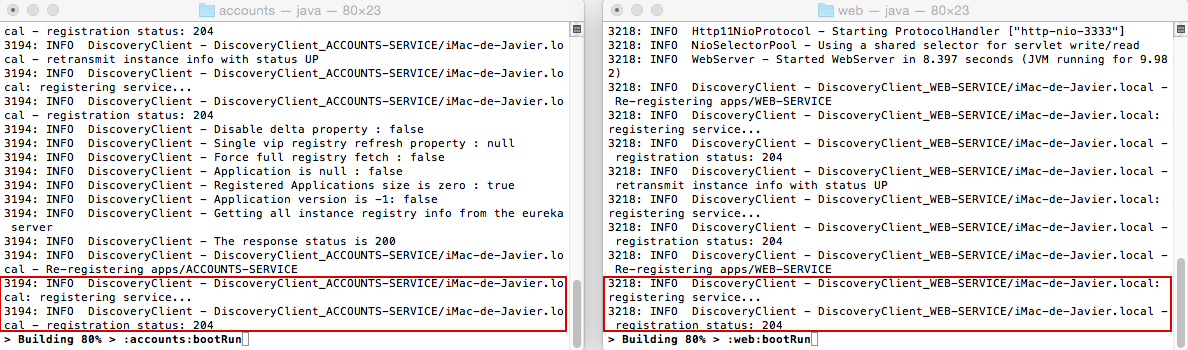 accounts — java — 80×23
cal - registration status: 204
3194: INFO  DiscoveryClient - DiscoveryClient_ACCOUNTS-SERVICE/iMac-de-Javier.lo
cal - retransmit instance info with status UP
3194: INFO  DiscoveryClient - DiscoveryClient_ACCOUNTS-SERVICE/iMac-de-Javier.lo
cal: registering service...
3194: INFO  DiscoveryClient - DiscoveryClient_ACCOUNTS-SERVICE/iMac-de-Javier.lo
cal - registration status: 204
3194: INFO  DiscoveryClient - Disable delta property : false
3194: INFO  DiscoveryClient - Single vip registry refresh property : null
3194: INFO  DiscoveryClient - Force full registry fetch : false
3194: INFO  DiscoveryClient - Application is null : false
3194: INFO  DiscoveryClient - Registered Applications size is zero : true
3194: INFO  DiscoveryClient - Application version is -1: false
3194: INFO  DiscoveryClient - Getting all instance registry info from the eureka
 server
3194: INFO  DiscoveryClient - The response status is 200
3194: INFO  DiscoveryClient - DiscoveryClient_ACCOUNTS-SERVICE/iMac-de-Javier.lo
cal - Re-registering apps/ACCOUNTS-SERVICE
3194: INFO  DiscoveryClient - DiscoveryClient_ACCOUNTS-SERVICE/iMac-de-Javier.lo
cal: registering service...
3194: INFO  DiscoveryClient - DiscoveryClient_ACCOUNTS-SERVICE/iMac-de-Javier.lo
cal - registration status: 204
> Building 80% > :accounts:bootRun
web — java — 80×23
3218: INFO  Http11NioProtocol - Starting ProtocolHandler ["http-nio-3333"]
3218: INFO  NioSelectorPool - Using a shared selector for servlet write/read
3218: INFO  WebServer - Started WebServer in 8.397 seconds (JVM running for 9.98
2)
3218: INFO  DiscoveryClient - DiscoveryClient_WEB-SERVICE/iMac-de-Javier.local -
 Re-registering apps/WEB-SERVICE
3218: INFO  DiscoveryClient - DiscoveryClient_WEB-SERVICE/iMac-de-Javier.local:
registering service...
3218: INFO  DiscoveryClient - DiscoveryClient_WEB-SERVICE/iMac-de-Javier.local -
 registration status: 204
3218: INFO  DiscoveryClient - DiscoveryClient_WEB-SERVICE/iMac-de-Javier.local -
 retransmit instance info with status UP
3218: INFO  DiscoveryClient - DiscoveryClient_WEB-SERVICE/iMac-de-Javier.local:
registering service...
3218: INFO  DiscoveryClient - DiscoveryClient_WEB-SERVICE/iMac-de-Javier.local -
 registration status: 204
3218: INFO  DiscoveryClient - DiscoveryClient_WEB-SERVICE/iMac-de-Javier.local -
 Re-registering apps/WEB-SERVICE
3218: INFO  DiscoveryClient - DiscoveryClient_WEB-SERVICE/iMac-de-Javier.local:
registering service...
3218: INFO  DiscoveryClient - DiscoveryClient_WEB-SERVICE/iMac-de-Javier.local -
 registration status: 204
> Building 80% > :web:bootRun